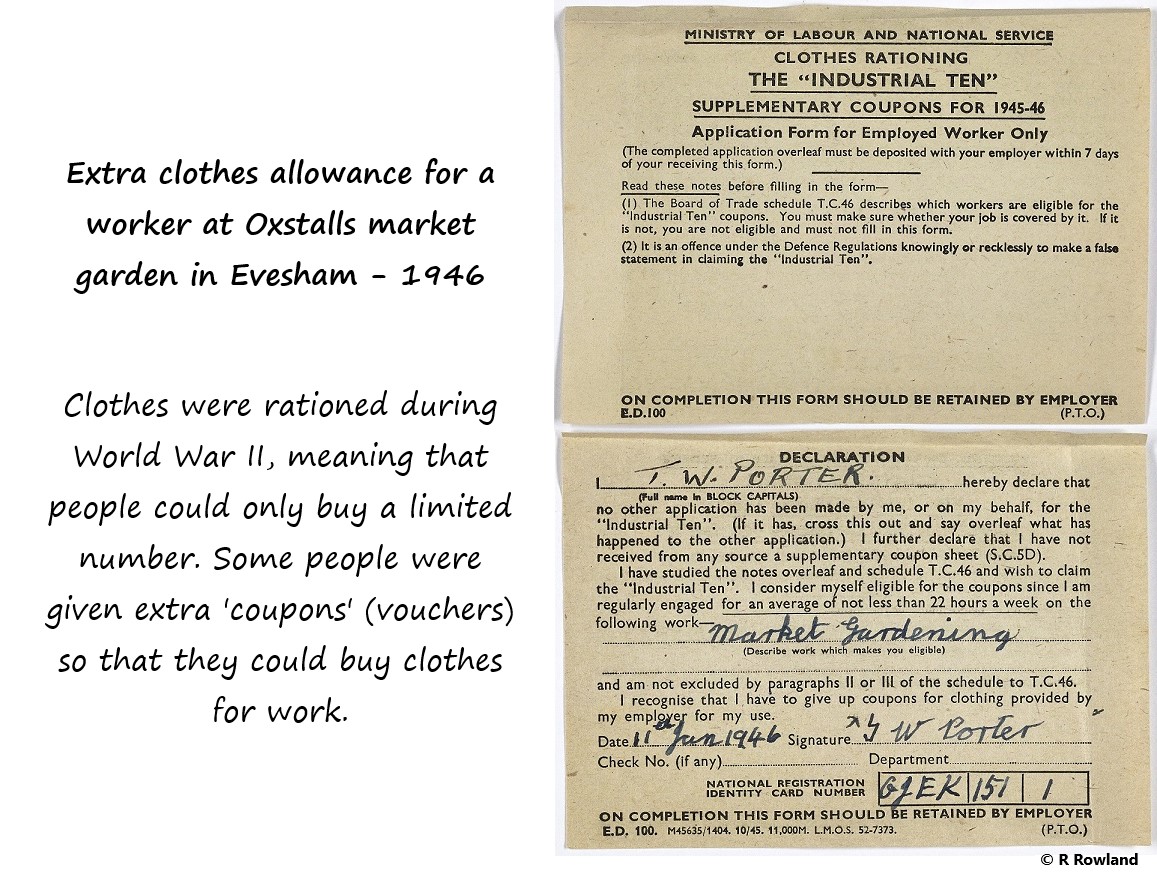 Extra clothes allowance for a
worker at Oxstalls market
garden in Evesham - 1946
Clothes were rationed during
World War II, meaning that
people could only buy a limited
number. Some people were
given extra 'coupons' (vouchers)
so that they could buy clothes
for work.
MINISTRY OF LABOUR AND NATIONAL SERVICE
CLOTHES RATIONING
THE “INDUSTRIAL TEN”
SUPPLEMENTARY COUPONS FOR 1945-46
Application Form for Employed Worker Only
(The completed application overleaf must be deposited with your employer within 7 days
of your receiving this form.)
Read these notes before filling in the form—
(1) The Board of Trade schedule T.C.46 describes which workers are eligible for the
“Industrial Ten” coupons. You must make sure whether your job is covered by it. If it
is not, you are not eligible and must not fill in this form.
(2) It is an offence under the Defence Regulations knowingly or recklessly to make a false
statement in claiming the “Industrial Ten”.
ON COMPLETION THIS FORM SHOULD BE RETAINED BY EMPLOYER
E.D.100 (P.T.O.)
DECLARATION
I T. W. PORTER. hereby declare that
(Full name in BLOCK CAPITALS)
no other application has been made by me, or on my behalf, for the
“Industrial Ten”. (If it has, cross this out and say overleaf what has
happened to the other application.) I further declare that I have not
received from any source a supplementary coupon sheet (S.C.5D).
I have studied the notes overleaf and schedule T.C.46 and wish to claim
the “Industrial Ten”. I consider myself eligible for the coupons since I am
regularly engaged for an average of not less than 22 hours a week on the
following work— Market Gardening
(Describe work which makes you eligible)
and am not excluded by paragraphs II or III of the schedule to T.C.46.
I recognise that I have to give up coupons for clothing provided by
my employer for my use.
Date 11th Jun 1946 Signature x T W Porter
Check No. (if any) Department
NATIONAL REGISTRATION
IDENTITY CARD NUMBER 151 1
ON COMPLETION THIS FORM SHOULD BE RETAINED BY EMPLOYER
E.D. 100. M45635/1404. 10/45. 11,000M. L.M.O.S. 52-7373. (P.T.O.)
© R Rowland